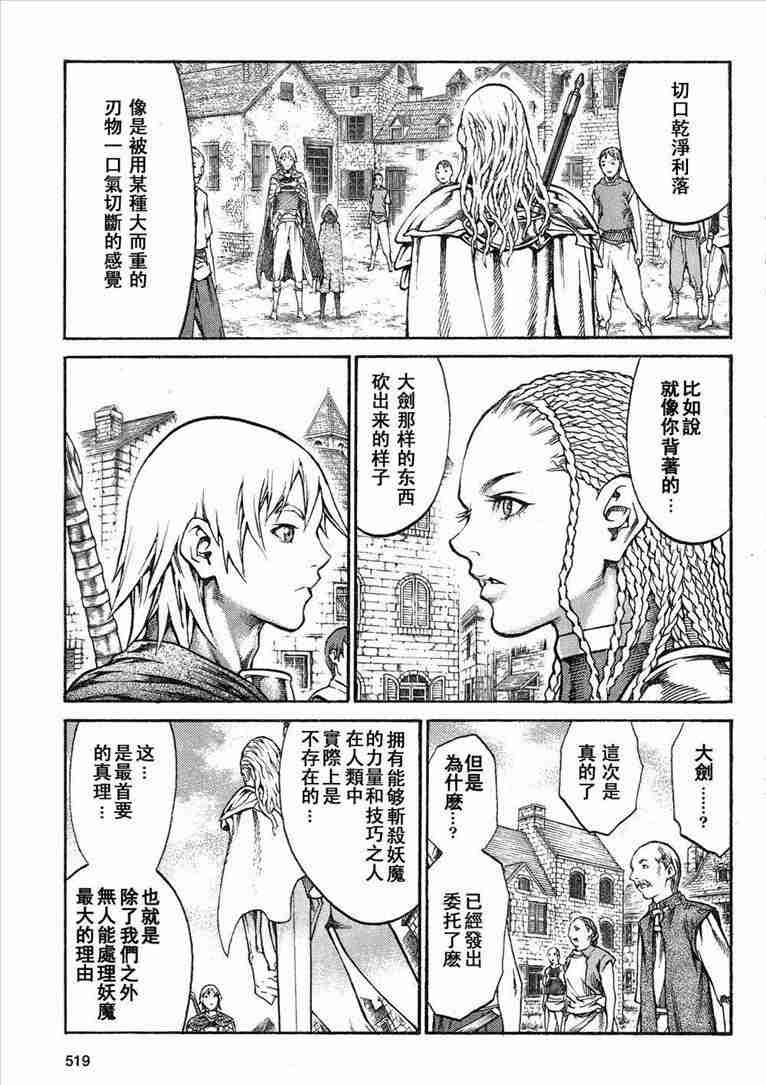 切口乾淨利落
像是被用某種大而重的
刃物一口氣切斷的感覺
比如說
就像你背著的…
大劍那样的东西
砍出来的样子
大劍……?
這次是
真的了
但是
為什麽…?
已經發出
委托了麽
拥有能够斬殺妖魔
的力量和技巧之人
在人類中
實際上是
不存在的…
这…
是最首要
的真理…
也就是
除了我們之外
無人能處理妖魔
最大的理由
519